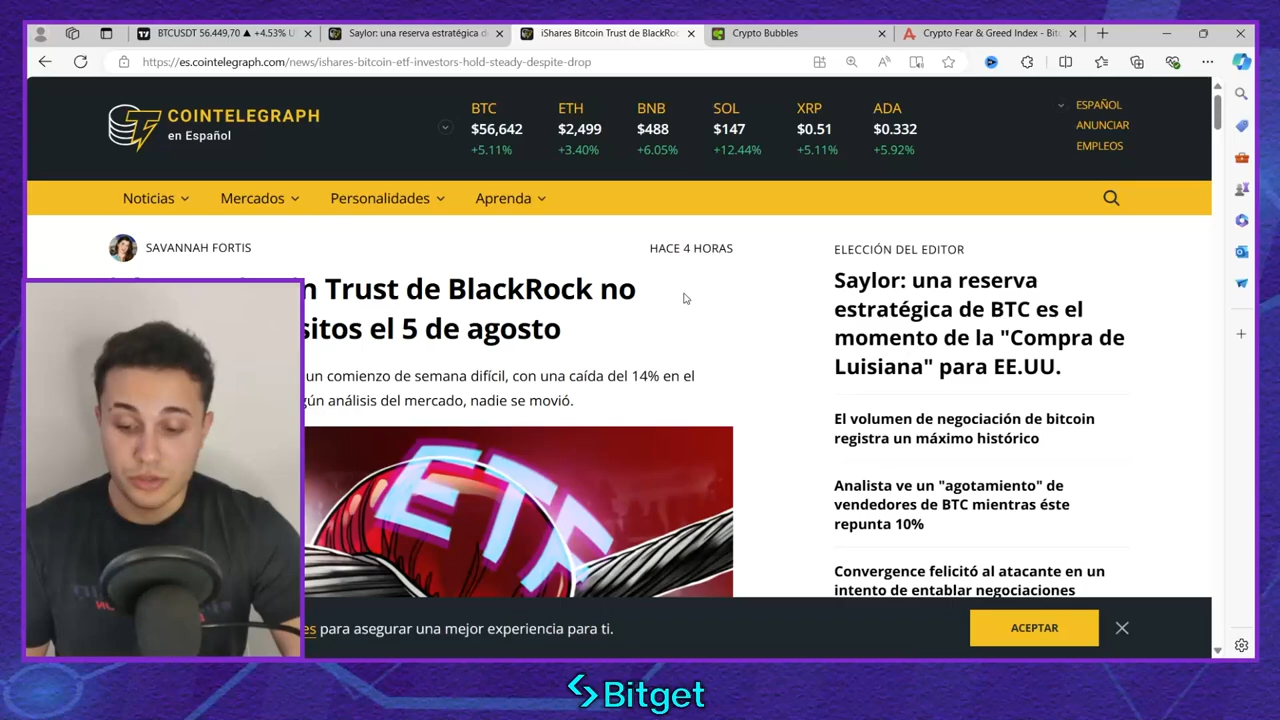 BTCUSDT 56.449,70 ▲ +4.53% U
Saylor: una reserva estratégica d
iShares Bitcoin Trust de BlackRo
Crypto Bubbles
Crypto Fear & Greed Index - Bit
https://es.cointelegraph.com/news/ishares-bitcoin-etf-investors-hold-steady-despite-drop
COINTELEGRAPH
en Español
BTC ETH BNB SOL XRP ADA
$56,642 $2,499 $488 $147 $0.51 $0.332
+5.11% +3.40% +6.05% +12.44% +5.11% +5.92%
ESPAÑOL
ANUNCIAR
EMPLEOS
Noticias Mercados Personalidades Aprenda
SAVANNAH FORTIS
HACE 4 HORAS
n Trust de BlackRock no
sitos el 5 de agosto
un comienzo de semana difícil, con una caída del 14% en el
gún análisis del mercado, nadie se movió.
ETF
ELECCIÓN DEL EDITOR
Saylor: una reserva
estratégica de BTC es el
momento de la "Compra de
Luisiana" para EE.UU.
El volumen de negociación de bitcoin
registra un máximo histórico
Analista ve un "agotamiento" de
vendedores de BTC mientras éste
repunta 10%
Convergence felicitó al atacante en un
intento de entablar negociaciones
es para asegurar una mejor experiencia para ti.
ACEPTAR
Bitget